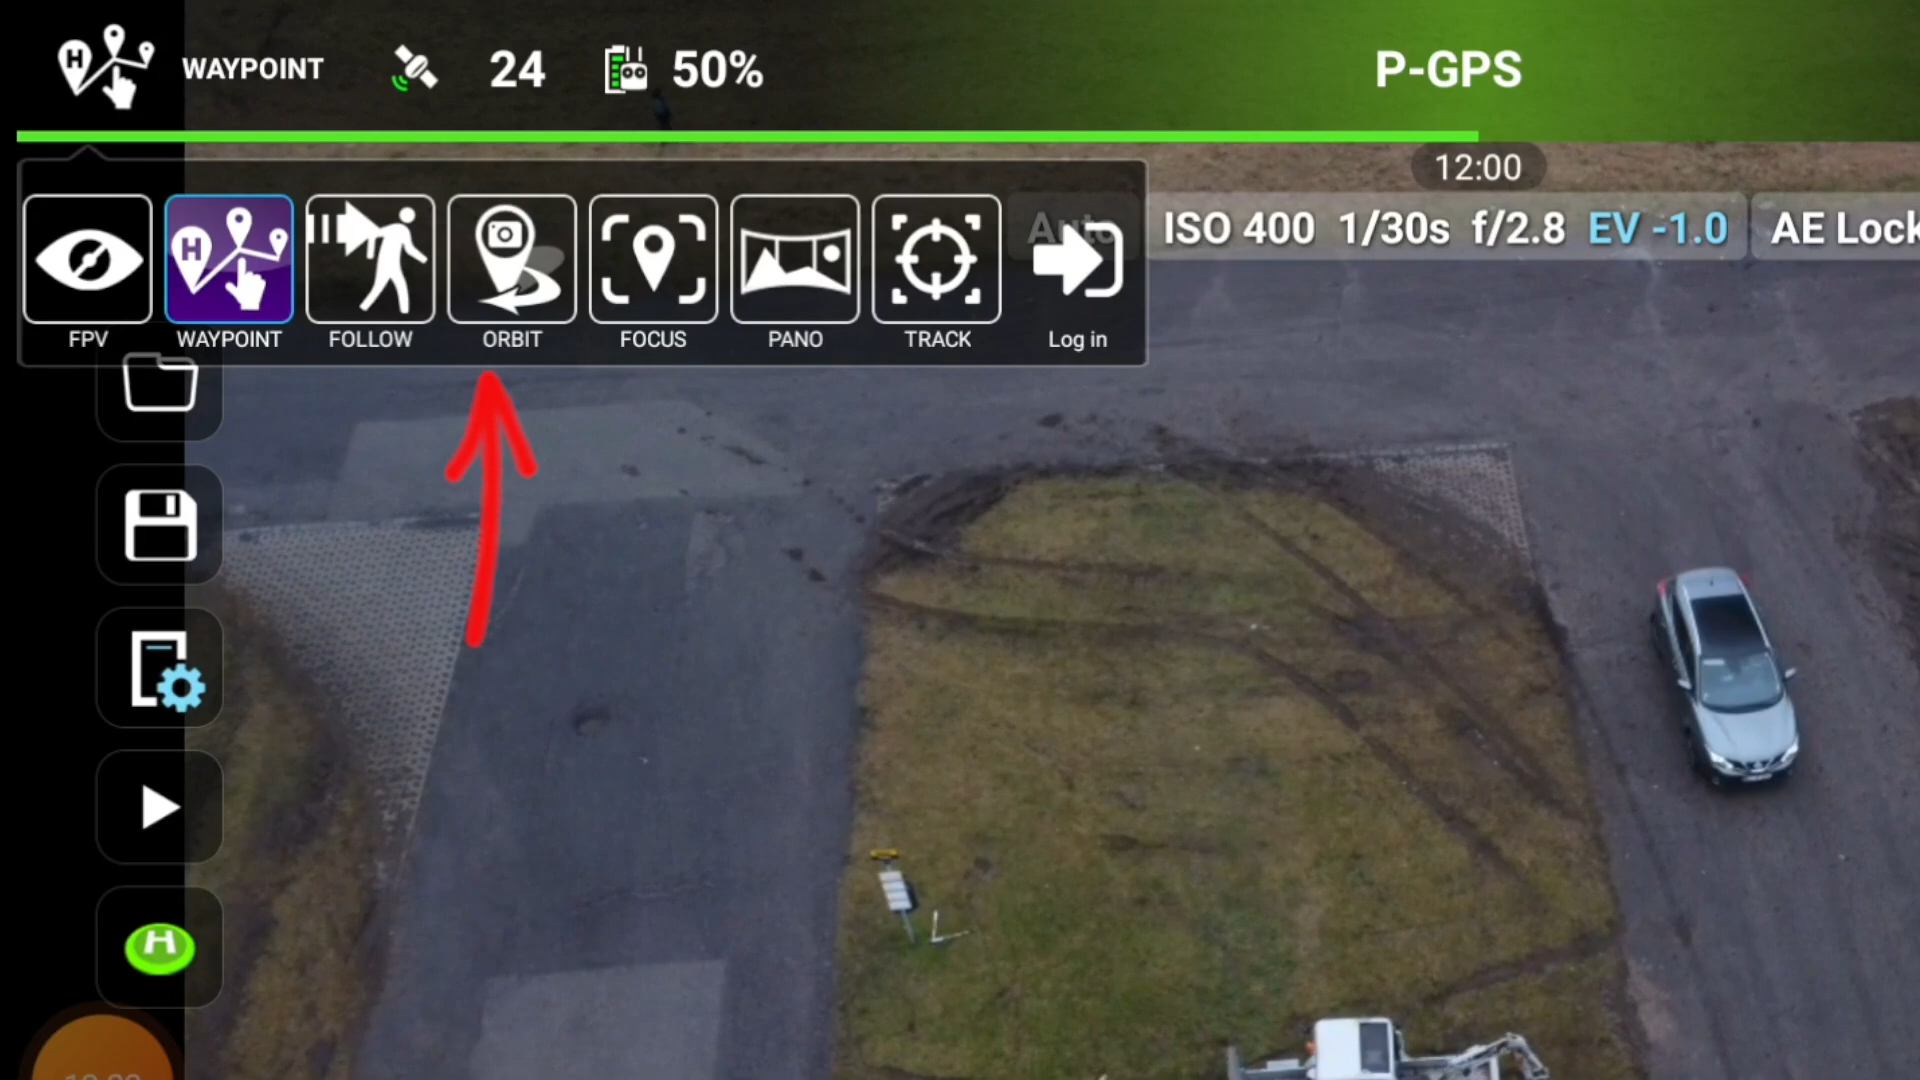 WAYPOINT 24 50% P-GPS
12:00
Auto ISO 400 1/30s f/2.8 EV -1.0 AE Lock
H
FPV WAYPOINT FOLLOW ORBIT FOCUS PANO TRACK Log in
H